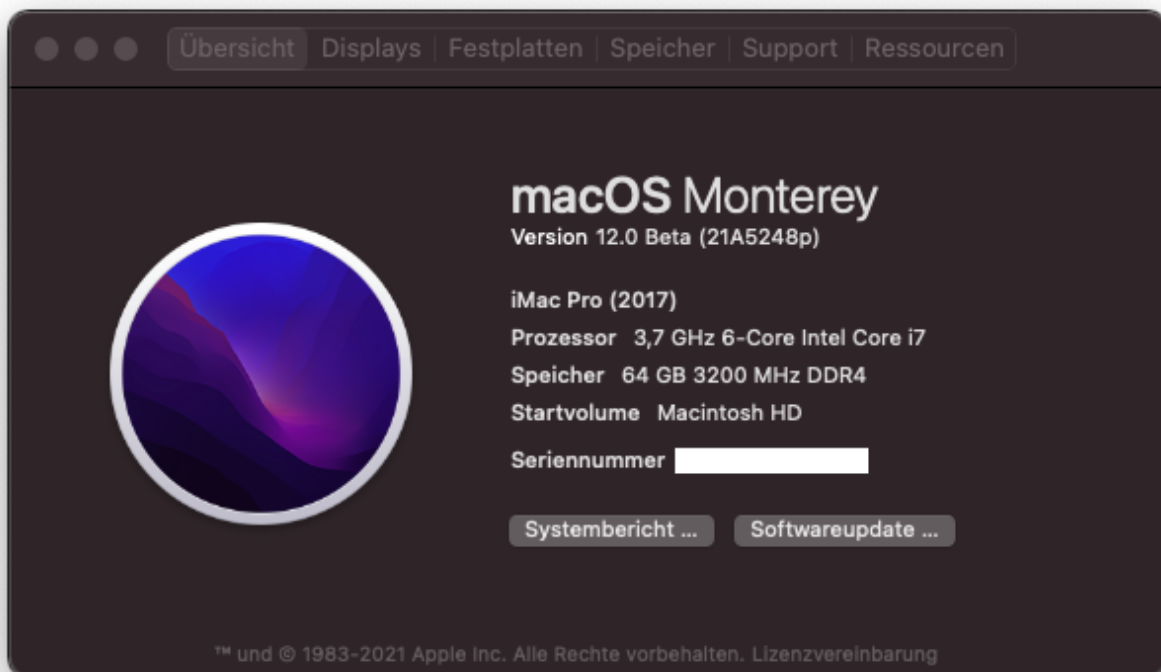 Übersicht Displays Festplatten Speicher Support Ressourcen
macOS Monterey
Version 12.0 Beta (21A5248p)
iMac Pro (2017)
Prozessor 3,7 GHz 6-Core Intel Core i7
Speicher 64 GB 3200 MHz DDR4
Startvolume Macintosh HD
Seriennummer
Systembericht ... Softwareupdate ...
™ und © 1983-2021 Apple Inc. Alle Rechte vorbehalten. Lizenzvereinbarung